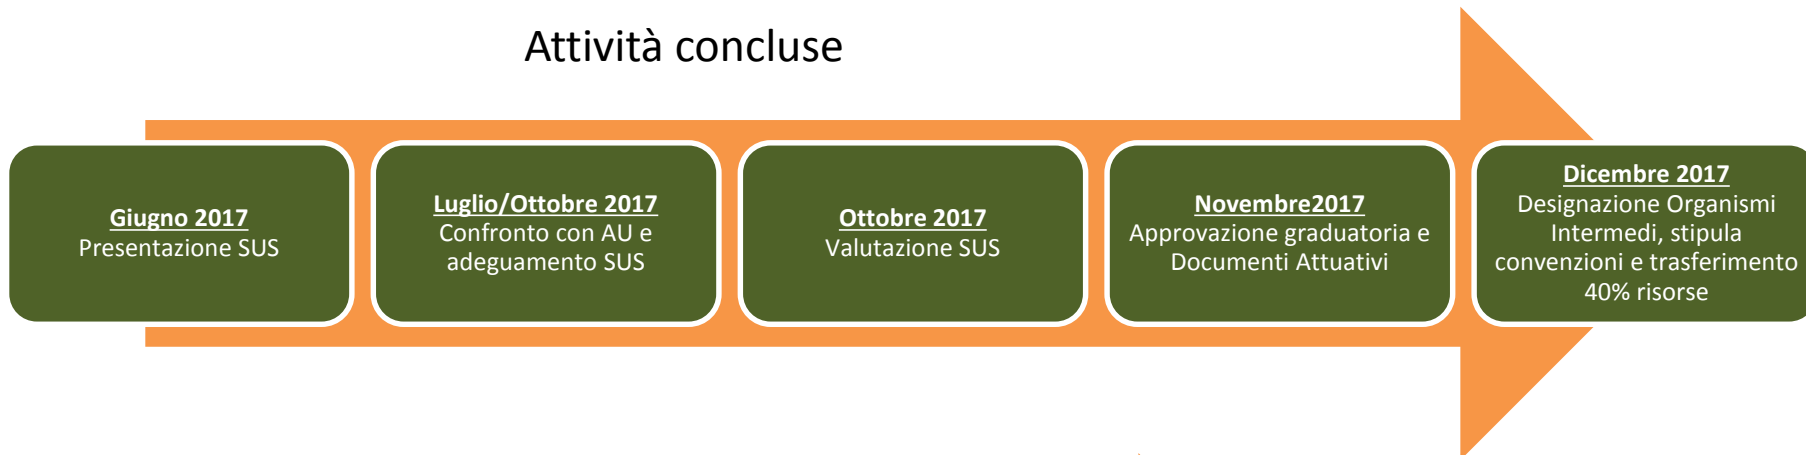 Attività concluse
Giugno 2017
Presentazione SUS
Luglio/Ottobre 2017
Confronto con AU e
adeguamento SUS
Ottobre 2017
Valutazione SUS
Novembre2017
Approvazione graduatoria e
Documenti Attuativi
Dicembre 2017
Designazione Organismi
Intermedi, stipula
convenzioni e trasferimento
40% risorse